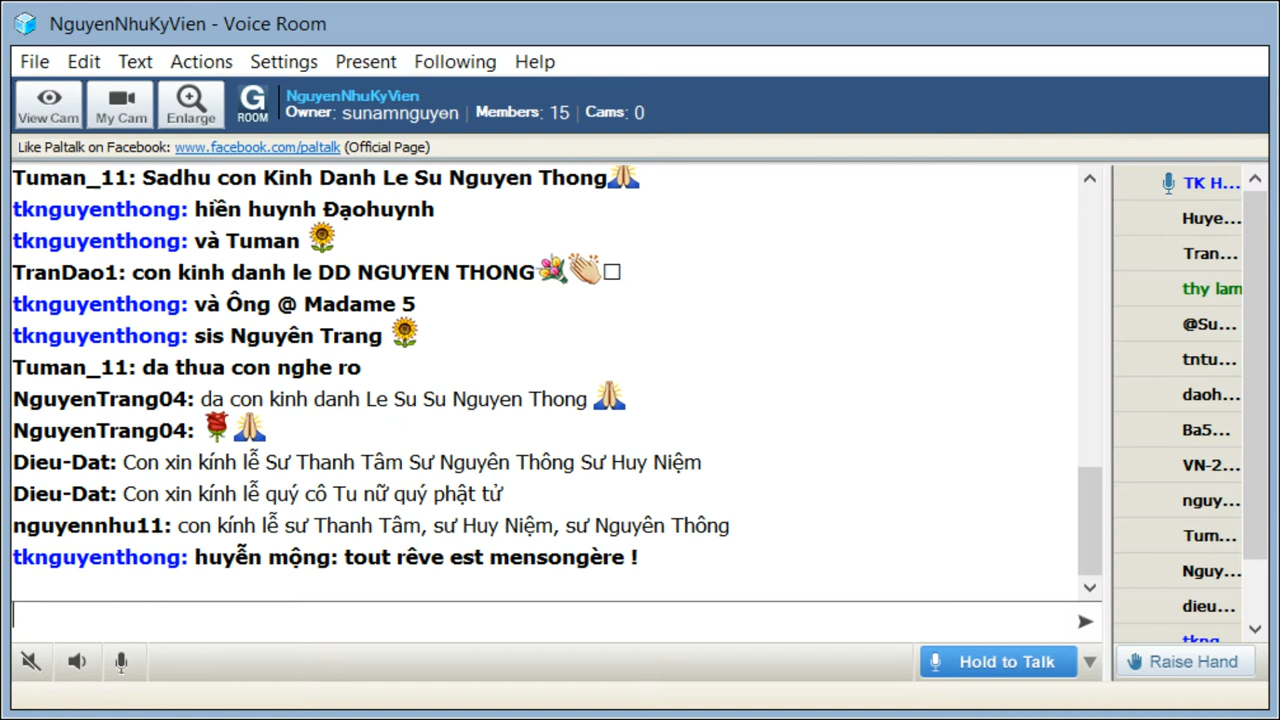 NguyenNhuKyVien - Voice Room
File Edit Text Actions Settings Present Following Help
View Cam My Cam Enlarge G ROOM
NguyenNhuKyVien
Owner: sunamnguyen | Members: 15 | Cams: 0
Like Paltalk on Facebook: www.facebook.com/paltalk (Official Page)
Tuman_11: Sadhu con Kinh Danh Le Su Nguyen Thong🙏
tknguyenthong: hiền huynh Đạohuynh
tknguyenthong: và Tuman 🌻
TranDao1: con kinh danh le DD NGUYEN THONG💐👏□
tknguyenthong: và Ông @ Madame 5
tknguyenthong: sis Nguyên Trang 🌻
Tuman_11: da thua con nghe ro
NguyenTrang04: da con kinh danh Le Su Su Nguyen Thong 🙏
NguyenTrang04: 🌹🙏
Dieu-Dat: Con xin kính lễ Sư Thanh Tâm Sư Nguyên Thông Sư Huy Niệm
Dieu-Dat: Con xin kính lễ quý cô Tu nữ quý phật tử
nguyennhu11: con kính lễ sư Thanh Tâm, sư Huy Niệm, sư Nguyên Thông
tknguyenthong: huyễn mộng: tout rêve est mensongère !
TK H...
Huye...
Tran...
thy lam
@Su...
tntu...
daoh...
Ba5...
VN-2...
nguy...
Tum...
Nguy...
dieu...
tkng
Hold to Talk
Raise Hand